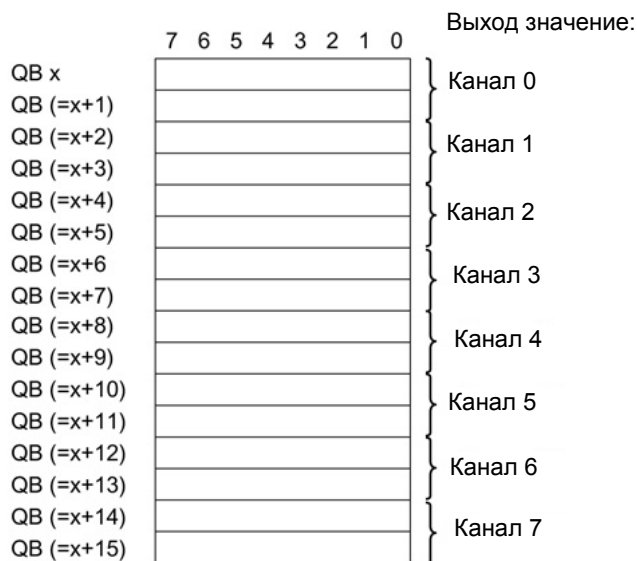 Выход значение:
7 6 5 4 3 2 1 0
QB x
QB (=x+1)
Канал 0
QB (=x+2)
QB (=x+3)
Канал 1
QB (=x+4)
QB (=x+5)
Канал 2
QB (=x+6
QB (=x+7)
Канал 3
QB (=x+8)
QB (=x+9)
Канал 4
QB (=x+10)
QB (=x+11)
Канал 5
QB (=x+12)
QB (=x+13)
Канал 6
QB (=x+14)
QB (=x+15)
Канал 7